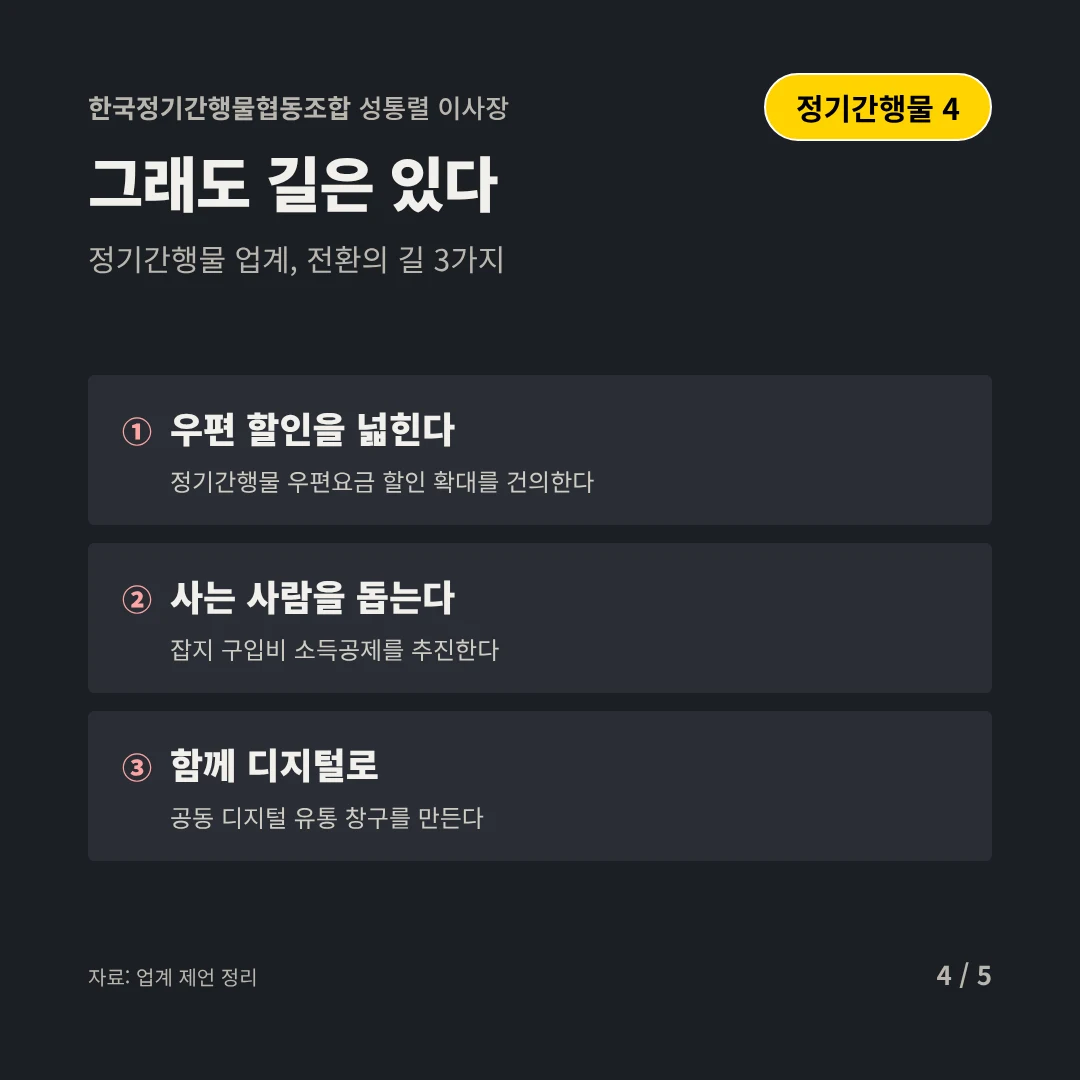 한국정기간행물협동조합 성통렬 이사장
정기간행물 4
그래도 길은 있다
정기간행물 업계, 전환의 길 3가지
① 우편 할인을 넓힌다
정기간행물 우편요금 할인 확대를 건의한다
② 사는 사람을 돕는다
잡지 구입비 소득공제를 추진한다
③ 함께 디지털로
공동 디지털 유통 창구를 만든다
자료: 업계 제언 정리
4 / 5